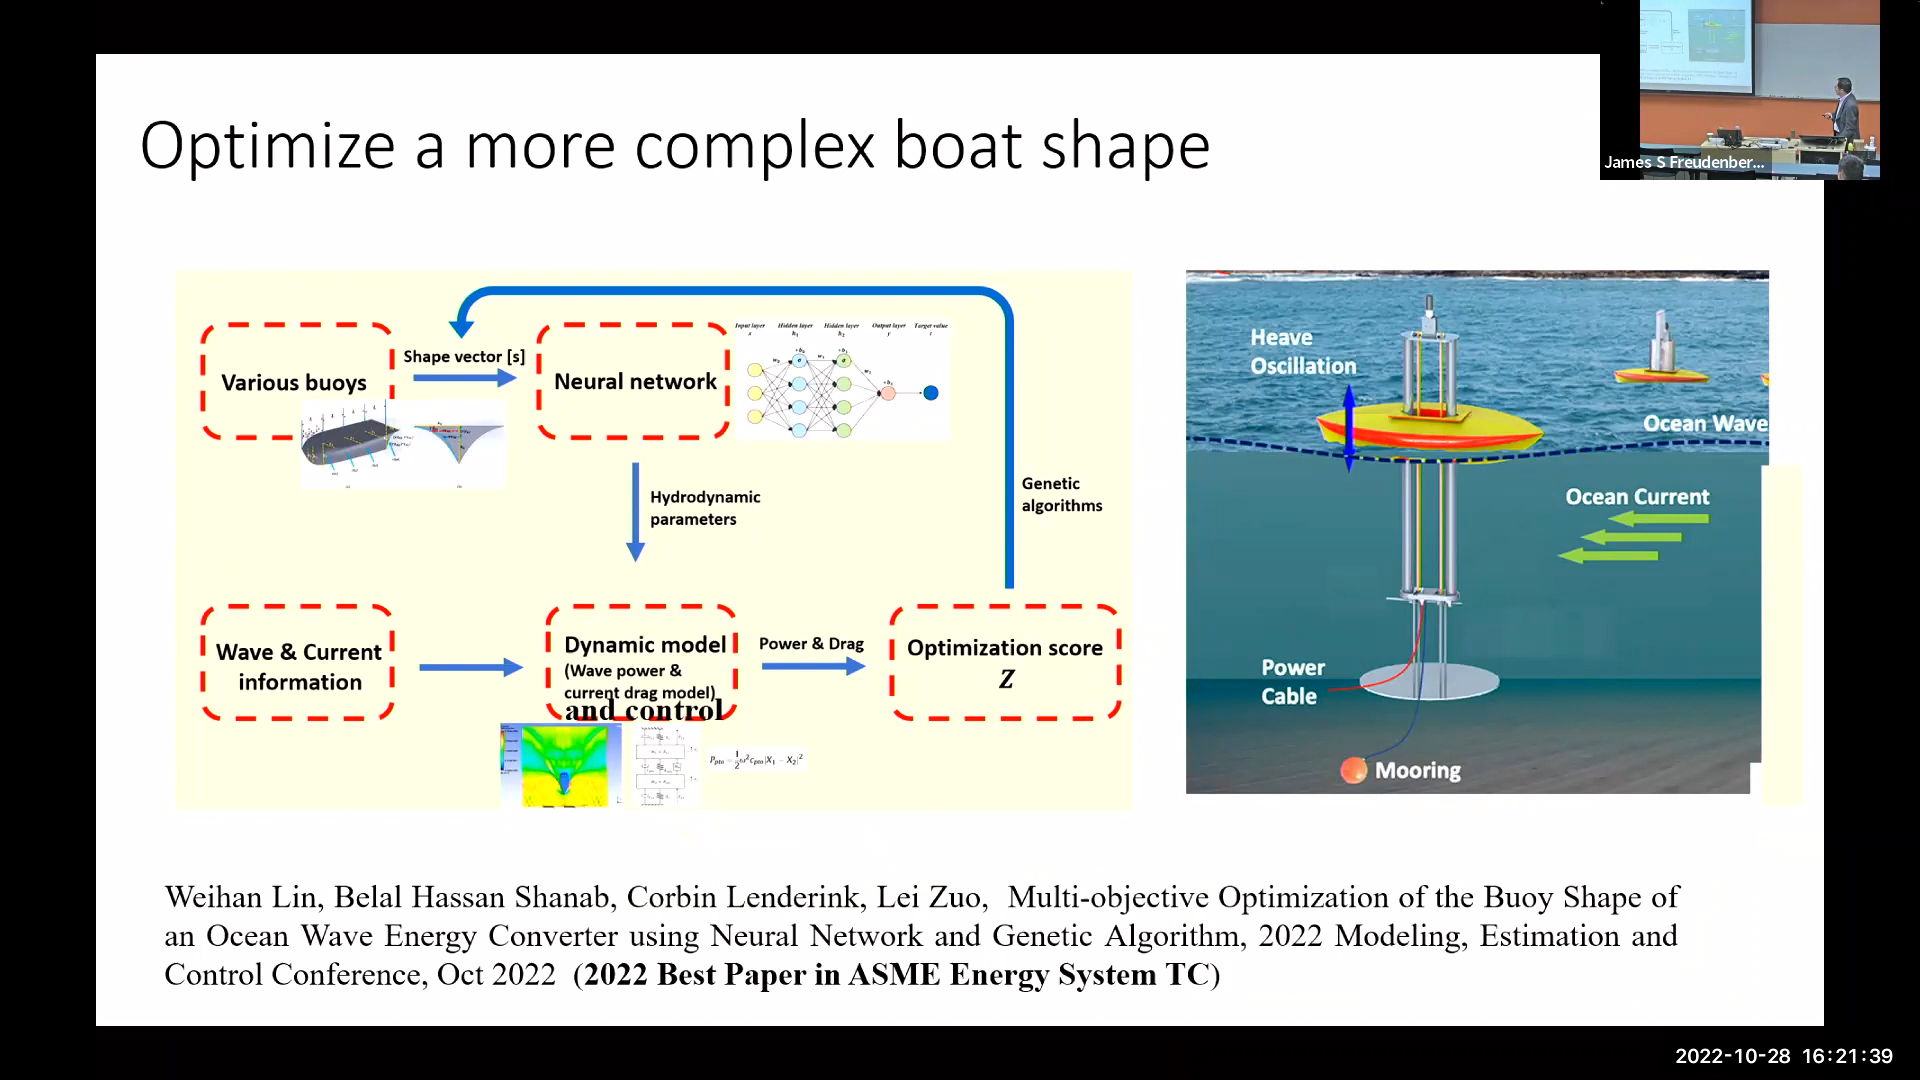 Optimize a more complex boat shape
James S Freudenber...
Various buoys
Shape vector [s]
Neural network
Input layer
Hidden layer
Hidden layer
Output layer
Target value
Hydrodynamic
parameters
Genetic
algorithms
Wave & Current
information
Dynamic model
(Wave power &
current drag model)
and control
Power & Drag
Optimization score
Z
Heave
Oscillation
Ocean Wave
Ocean Current
Power
Cable
Mooring
Weihan Lin, Belal Hassan Shanab, Corbin Lenderink, Lei Zuo, Multi-objective Optimization of the Buoy Shape of
an Ocean Wave Energy Converter using Neural Network and Genetic Algorithm, 2022 Modeling, Estimation and
Control Conference, Oct 2022 (2022 Best Paper in ASME Energy System TC)
2022-10-28 16:21:39